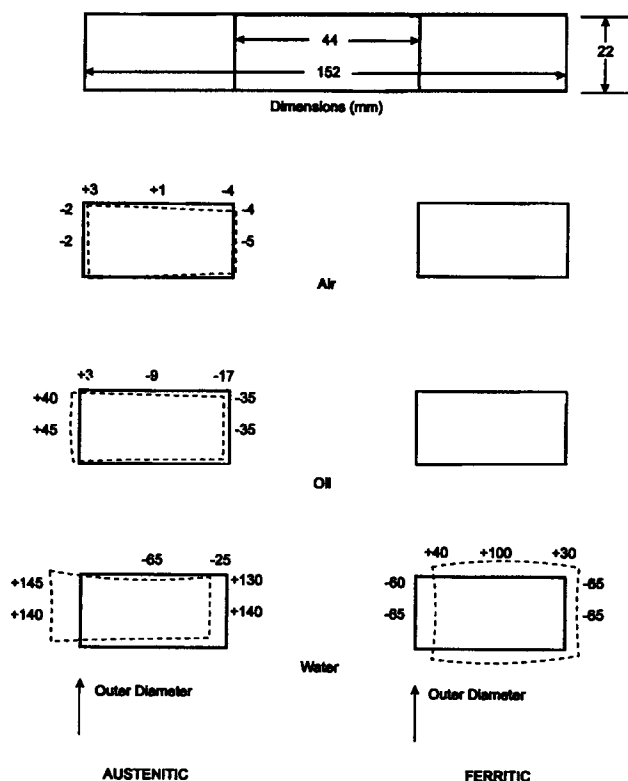 44
22
152
Dimensions (mm)
+3 +1 -4
-2 -4
-2 -5
Air
+3 -9 -17
+40 -35
+45 -35
Oil
-65 -25
+145 +130
+140 +140
+40 +100 +30
-60 -65
-65 -65
Water
Outer Diameter
Outer Diameter
AUSTENITIC
FERRITIC